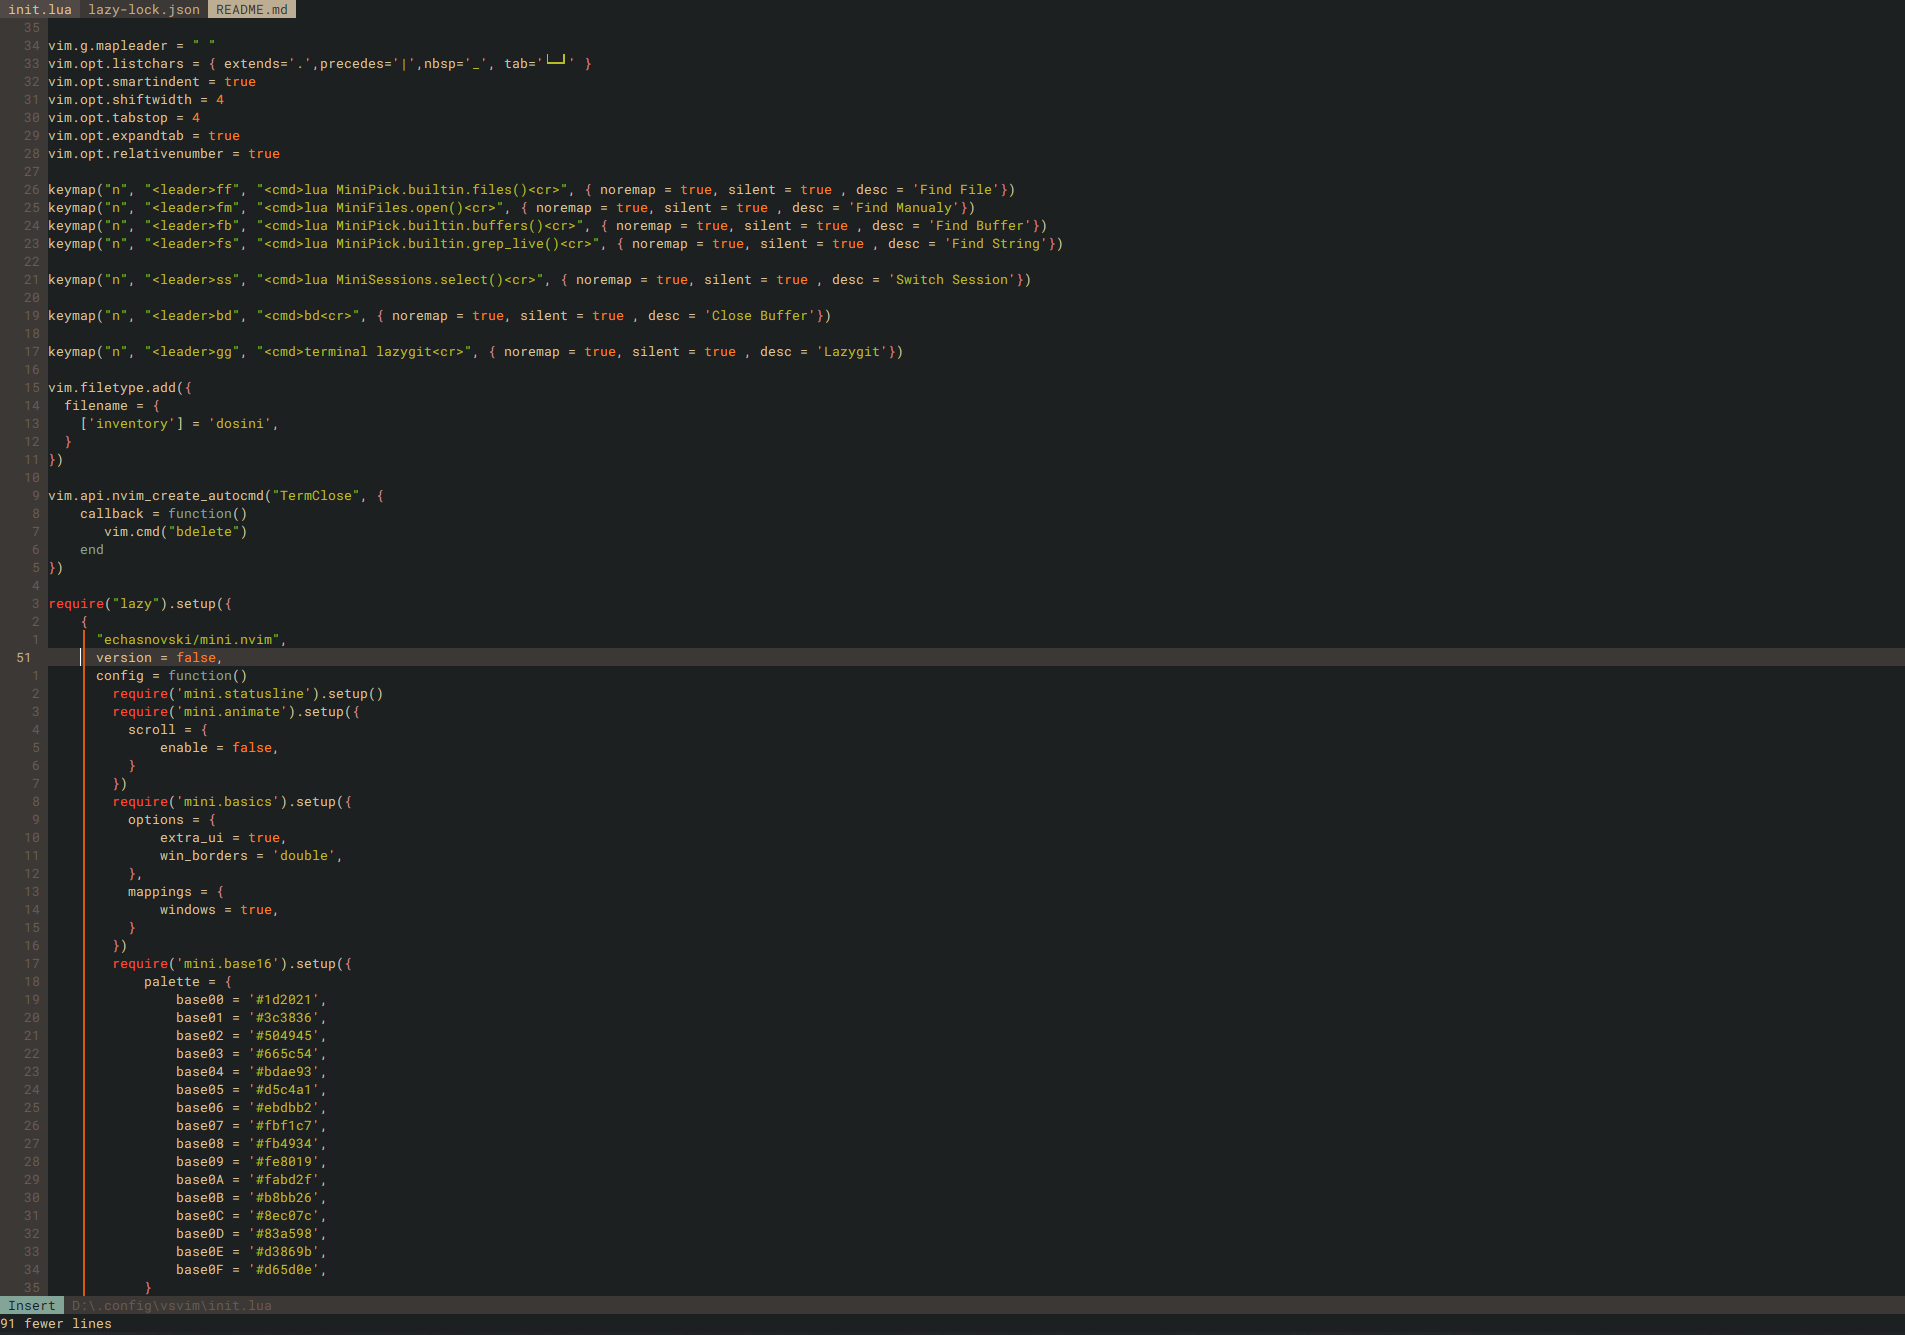 init.lua lazy-lock.json README.md
35
34 vim.g.mapleader = " "
33 vim.opt.listchars = { extends='.',precedes='|',nbsp='_', tab='└─┘' }
32 vim.opt.smartindent = true
31 vim.opt.shiftwidth = 4
30 vim.opt.tabstop = 4
29 vim.opt.expandtab = true
28 vim.opt.relativenumber = true
27
26 keymap("n", "<leader>ff", "<cmd>lua MiniPick.builtin.files()<cr>", { noremap = true, silent = true , desc = 'Find File'})
25 keymap("n", "<leader>fm", "<cmd>lua MiniFiles.open()<cr>", { noremap = true, silent = true , desc = 'Find Manualy'})
24 keymap("n", "<leader>fb", "<cmd>lua MiniPick.builtin.buffers()<cr>", { noremap = true, silent = true , desc = 'Find Buffer'})
23 keymap("n", "<leader>fs", "<cmd>lua MiniPick.builtin.grep_live()<cr>", { noremap = true, silent = true , desc = 'Find String'})
22
21 keymap("n", "<leader>ss", "<cmd>lua MiniSessions.select()<cr>", { noremap = true, silent = true , desc = 'Switch Session'})
20
19 keymap("n", "<leader>bd", "<cmd>bd<cr>", { noremap = true, silent = true , desc = 'Close Buffer'})
18
17 keymap("n", "<leader>gg", "<cmd>terminal lazygit<cr>", { noremap = true, silent = true , desc = 'Lazygit'})
16
15 vim.filetype.add({
14   filename = {
13     ['inventory'] = 'dosini',
12   }
11 })
10
9 vim.api.nvim_create_autocmd("TermClose", {
8     callback = function()
7        vim.cmd("bdelete")
6     end
5 })
4
3 require("lazy").setup({
2     {
1       "echasnovski/mini.nvim",
51       version = false,
1       config = function()
2         require('mini.statusline').setup()
3         require('mini.animate').setup({
4           scroll = {
5               enable = false,
6           }
7         })
8         require('mini.basics').setup({
9           options = {
10               extra_ui = true,
11               win_borders = 'double',
12           },
13           mappings = {
14               windows = true,
15           }
16         })
17         require('mini.base16').setup({
18             palette = {
19                 base00 = '#1d2021',
20                 base01 = '#3c3836',
21                 base02 = '#504945',
22                 base03 = '#665c54',
23                 base04 = '#bdae93',
24                 base05 = '#d5c4a1',
25                 base06 = '#ebdbb2',
26                 base07 = '#fbf1c7',
27                 base08 = '#fb4934',
28                 base09 = '#fe8019',
29                 base0A = '#fabd2f',
30                 base0B = '#b8bb26',
31                 base0C = '#8ec07c',
32                 base0D = '#83a598',
33                 base0E = '#d3869b',
34                 base0F = '#d65d0e',
35             }
Insert D:\.config\vsvim\init.lua
91 fewer lines